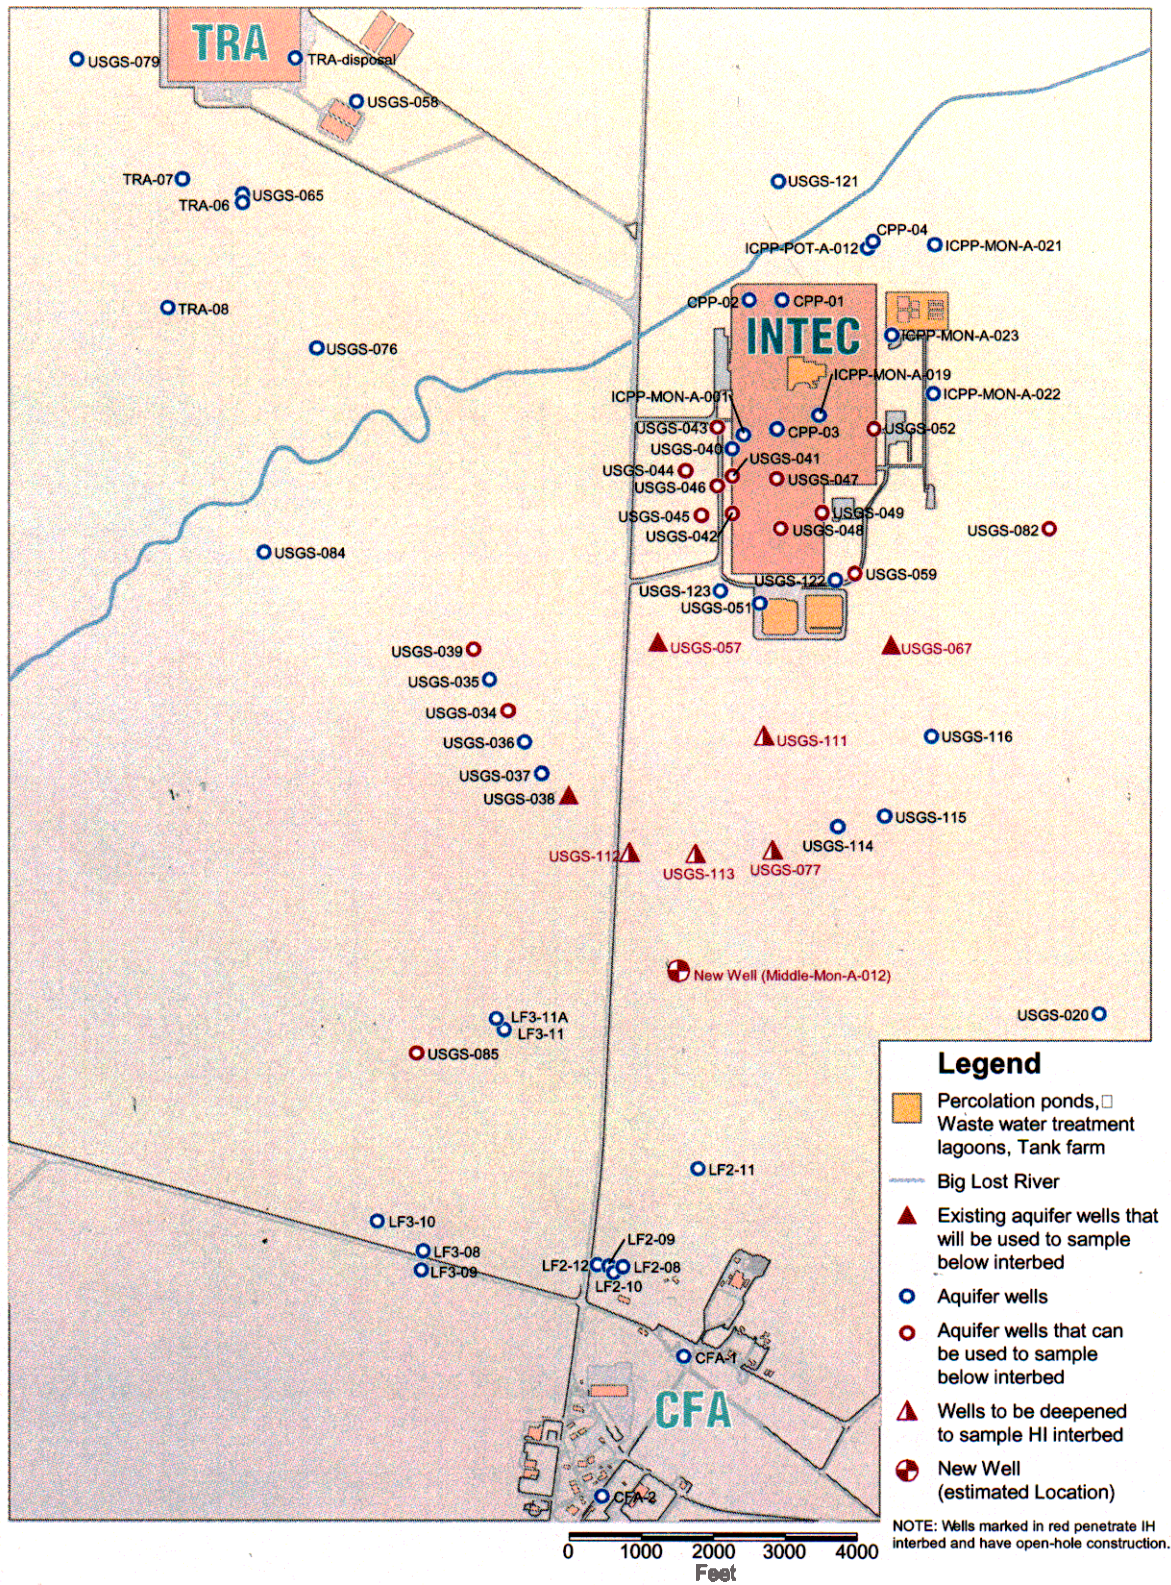 TRA
USGS-079
TRA-disposal
USGS-058
TRA-07
USGS-065
TRA-06
USGS-121
CPP-04
ICPP-POT-A-012
ICPP-MON-A-021
TRA-08
CPP-02
CPP-01
INTEC
ICPP-MON-A-023
USGS-076
ICPP-MON-A-019
ICPP-MON-A-001
ICPP-MON-A-022
USGS-043
CPP-03
USGS-052
USGS-040
USGS-041
USGS-044
USGS-046
USGS-047
USGS-045
USGS-049
USGS-042
USGS-048
USGS-082
USGS-084
USGS-059
USGS-122
USGS-123
USGS-051
USGS-057
USGS-067
USGS-039
USGS-035
USGS-034
USGS-036
USGS-111
USGS-116
USGS-037
USGS-038
USGS-115
USGS-114
USGS-112
USGS-113
USGS-077
New Well (Middle-Mon-A-012)
LF3-11A
LF3-11
USGS-020
USGS-085
Legend
Percolation ponds,□
Waste water treatment
lagoons, Tank farm
Big Lost River
Existing aquifer wells that
will be used to sample
below interbed
Aquifer wells
Aquifer wells that can
be used to sample
below interbed
Wells to be deepened
to sample HI interbed
New Well
(estimated Location)
NOTE: Wells marked in red penetrate IH
interbed and have open-hole construction.
LF2-11
LF3-10
LF2-09
LF3-08
LF2-12
LF2-08
LF3-09
LF2-10
CFA-1
CFA
CFA-2
0 1000 2000 3000 4000
Feet